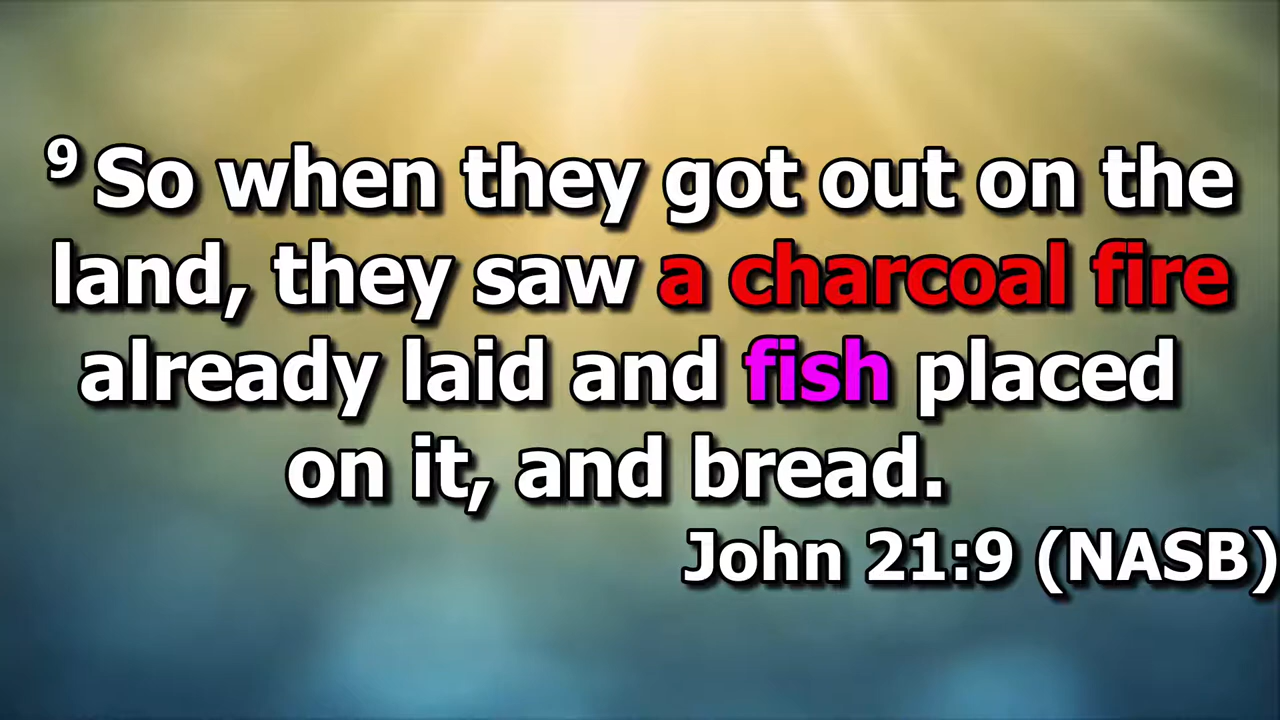 9 So when they got out on the
land, they saw a charcoal fire
already laid and fish placed
on it, and bread.
John 21:9 (NASB)